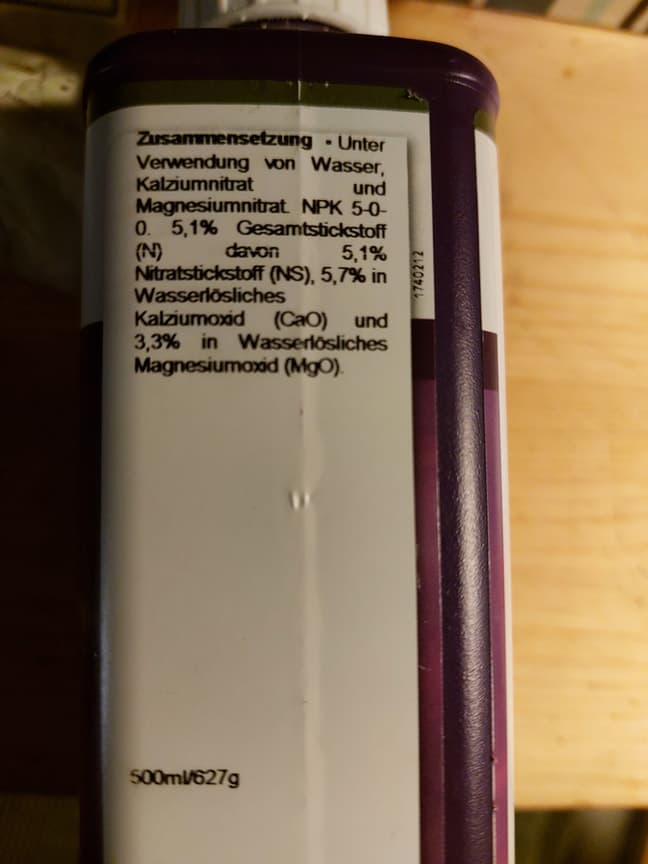 Zusammensetzung • Unter
Verwendung von Wasser,
Kalziumnitrat und
Magnesiumnitrat. NPK 5-0-
0. 5,1% Gesamtstickstoff
(N) davon 5,1%
Nitratstickstoff (NS), 5,7% in
Wasserlösliches
Kalziumoxid (CaO) und
3,3% in Wasserlösliches
Magnesiumoxid (MgO).
1740212
500ml/627g